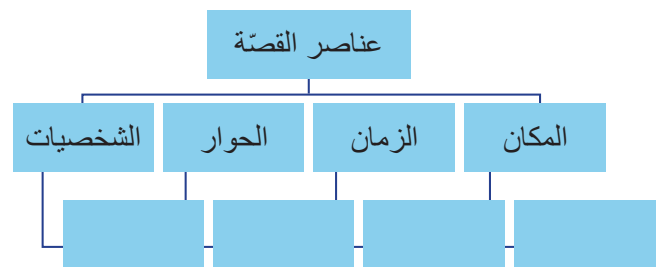 عناصر القصّة
المكان
الزمان
الحوار
الشخصيات